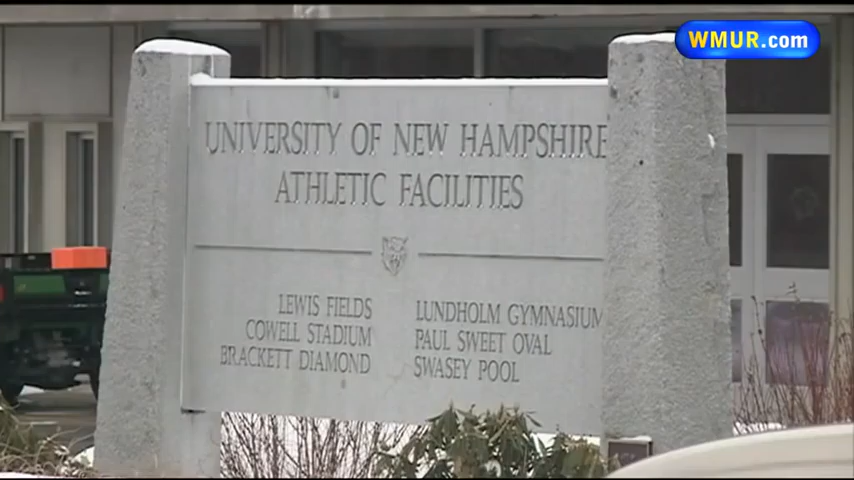 WMUR.com
UNIVERSITY OF NEW HAMPSHIRE
ATHLETIC FACILITIES
LEWIS FIELDS
COWELL STADIUM
BRACKETT DIAMOND
LUNDHOLM GYMNASIUM
PAUL SWEET OVAL
SWASEY POOL